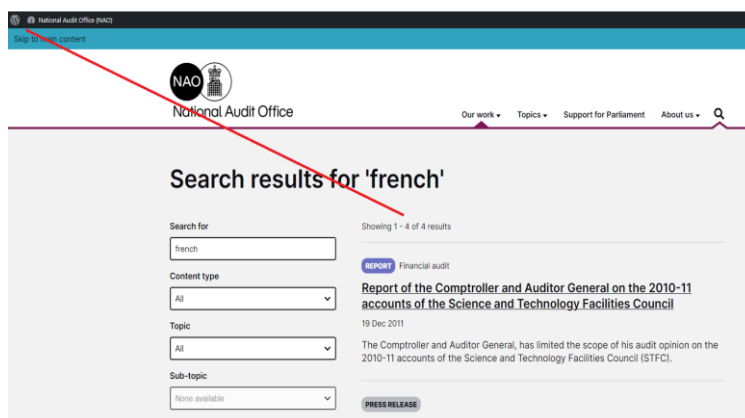 National Audit Office (NAO)
Skip to main content
NAO
National Audit Office
Our work Topics Support for Parliament About us
Search results for 'french'
Search for
Showing 1 - 4 of 4 results
french
REPORT Financial audit
Content type
Report of the Comptroller and Auditor General on the 2010-11
accounts of the Science and Technology Facilities Council
All
19 Dec 2011
Topic
The Comptroller and Auditor General, has limited the scope of his audit opinion on the
2010-11 accounts of the Science and Technology Facilities Council (STFC).
All
Sub-topic
None available
PRESS RELEASE